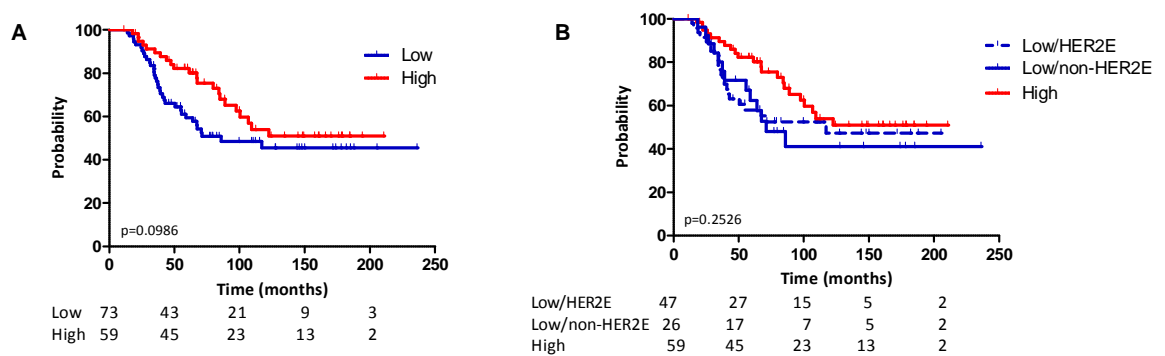 A
Probability
100
80
60
40
20
0
p=0.0986
Low
High
0 50 100 150 200 250
Time (months)
Low 73 43 21 9 3
High 59 45 23 13 2
B
Probability
100
80
60
40
20
0
p=0.2526
Low/HER2E
Low/non-HER2E
High
0 50 100 150 200 250
Time (months)
Low/HER2E 47 27 15 5 2
Low/non-HER2E 26 17 7 5 2
High 59 45 23 13 2